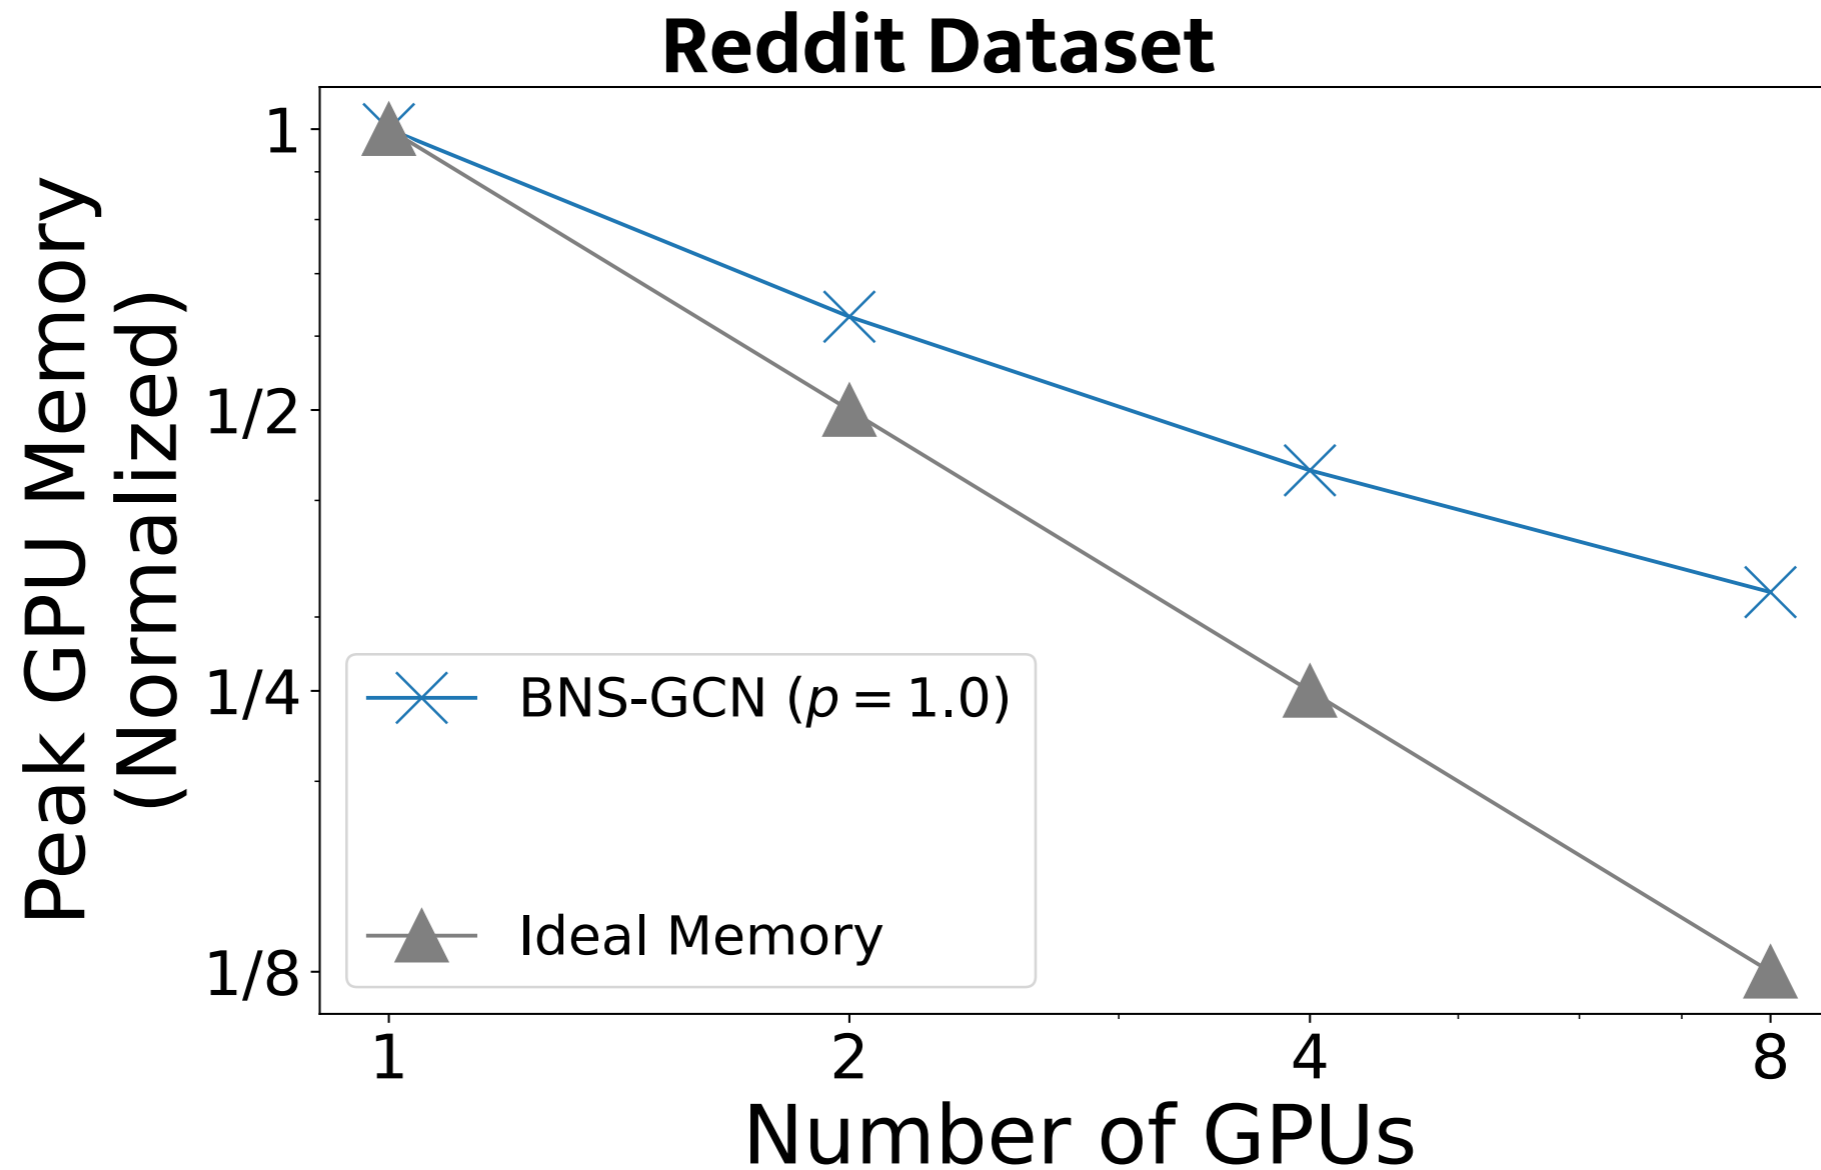 Reddit Dataset
Peak GPU Memory
(Normalized)
1
1/2
1/4
1/8
BNS-GCN (p = 1.0)
Ideal Memory
1 2 4 8
Number of GPUs